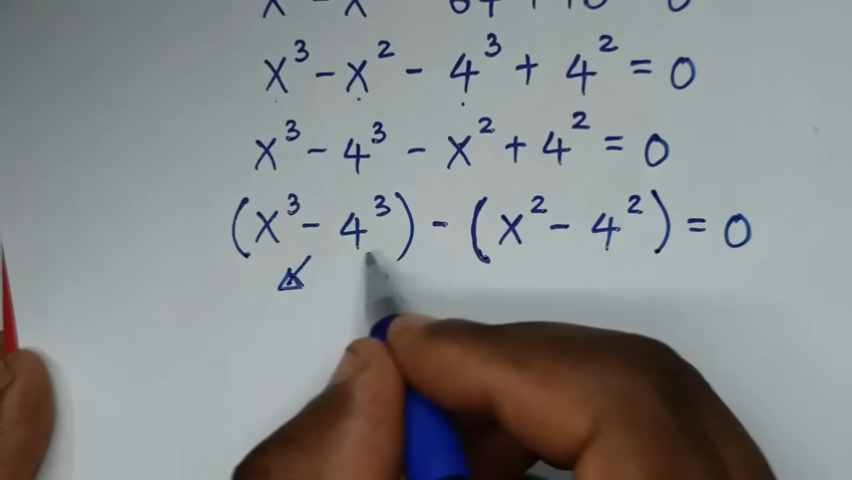 x³ - x² - 4³ + 4² = 0
x³ - 4³ - x² + 4² = 0
(x³ - 4³) - (x² - 4²) = 0